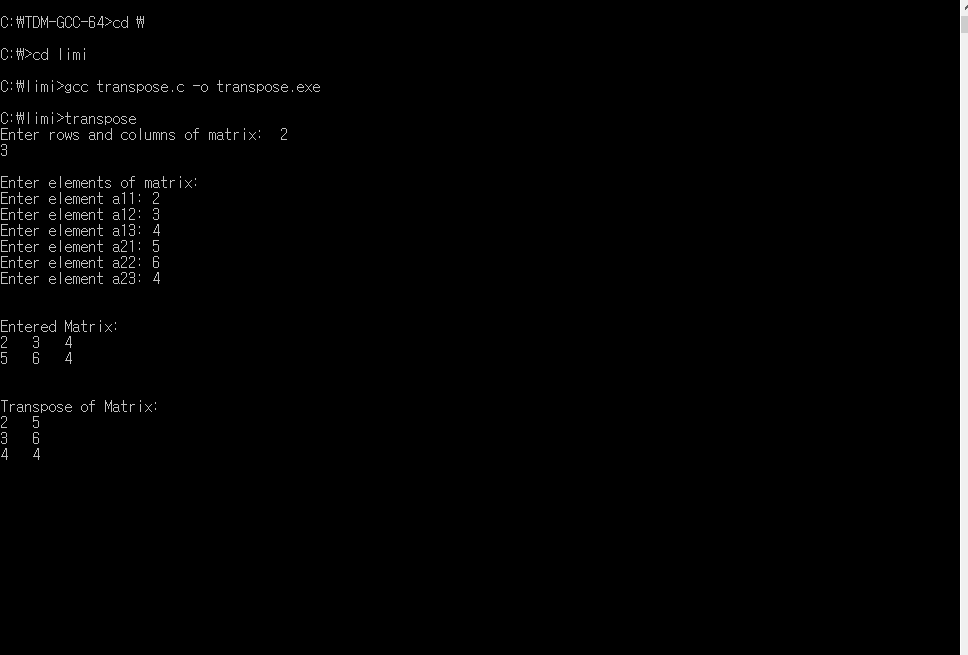 C:₩TDM-GCC-64>cd ₩
C:₩>cd limi
C:₩limi>gcc transpose.c -o transpose.exe
C:₩limi>transpose
Enter rows and columns of matrix:  2
3
Enter elements of matrix:
Enter element a11: 2
Enter element a12: 3
Enter element a13: 4
Enter element a21: 5
Enter element a22: 6
Enter element a23: 4
Entered Matrix:
2   3   4
5   6   4
Transpose of Matrix:
2   5
3   6
4   4